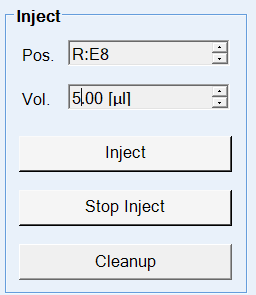 Inject
Pos. R:E8
Vol. 5.00 [µl]
Inject
Stop Inject
Cleanup